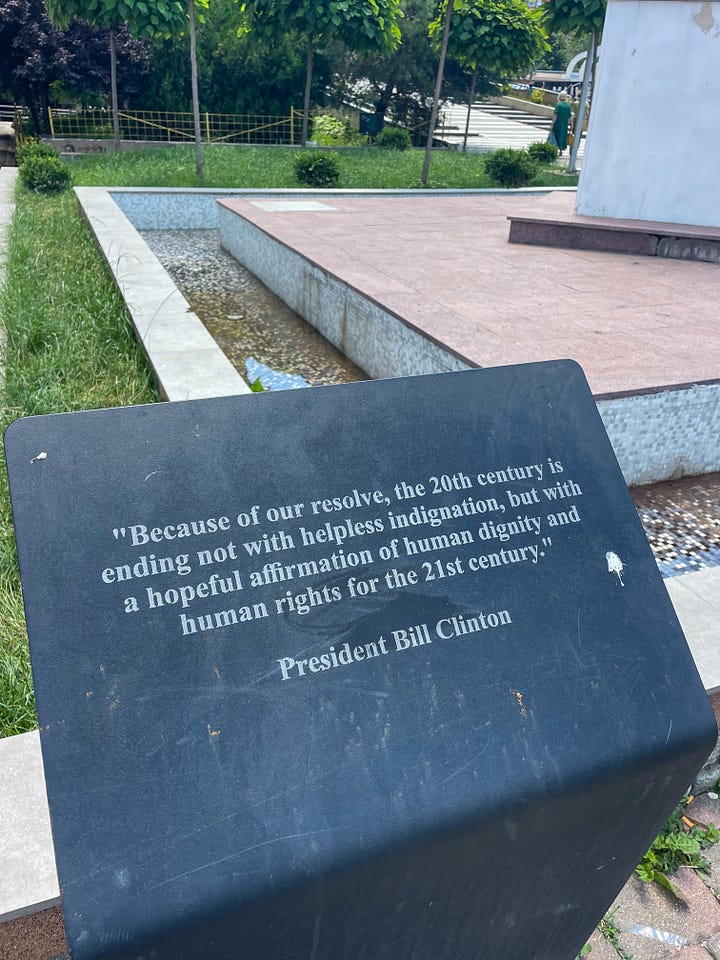 "Because of our resolve, the 20th century is
ending not with helpless indignation, but with
a hopeful affirmation of human dignity and
human rights for the 21st century."
President Bill Clinton